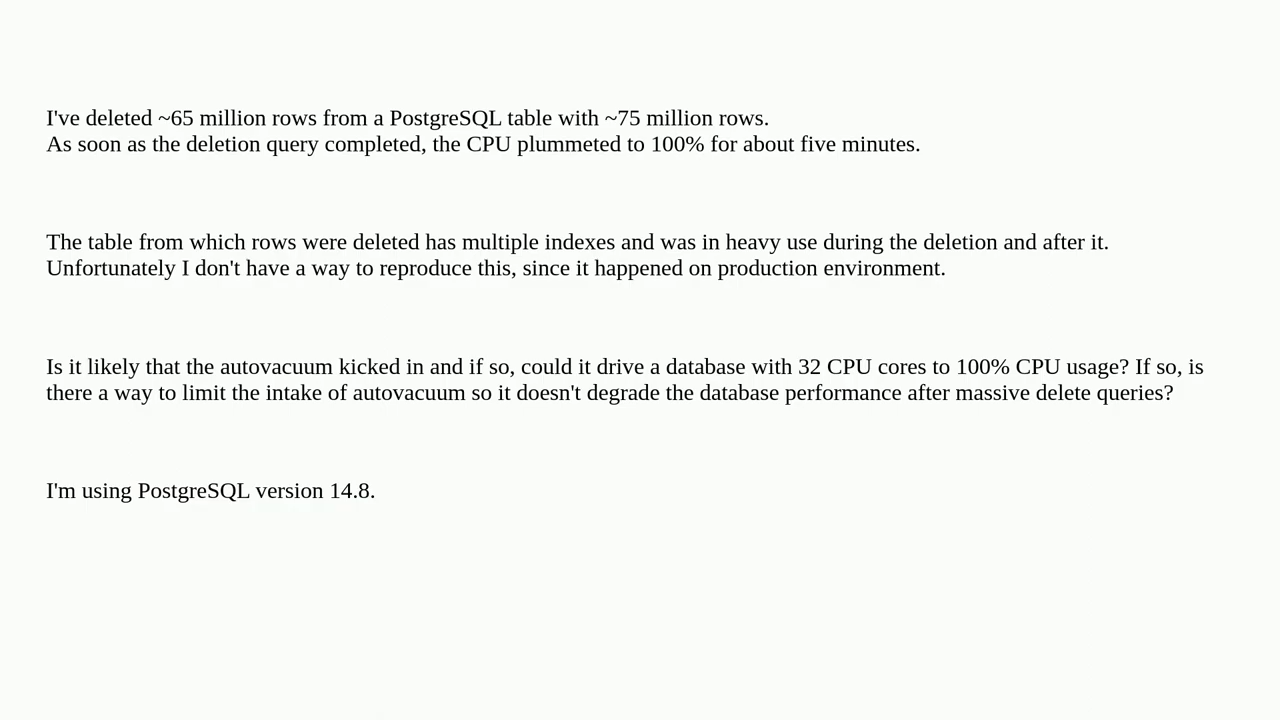 I've deleted ~65 million rows from a PostgreSQL table with ~75 million rows.
As soon as the deletion query completed, the CPU plummeted to 100% for about five minutes.
The table from which rows were deleted has multiple indexes and was in heavy use during the deletion and after it.
Unfortunately I don't have a way to reproduce this, since it happened on production environment.
Is it likely that the autovacuum kicked in and if so, could it drive a database with 32 CPU cores to 100% CPU usage? If so, is
there a way to limit the intake of autovacuum so it doesn't degrade the database performance after massive delete queries?
I'm using PostgreSQL version 14.8.